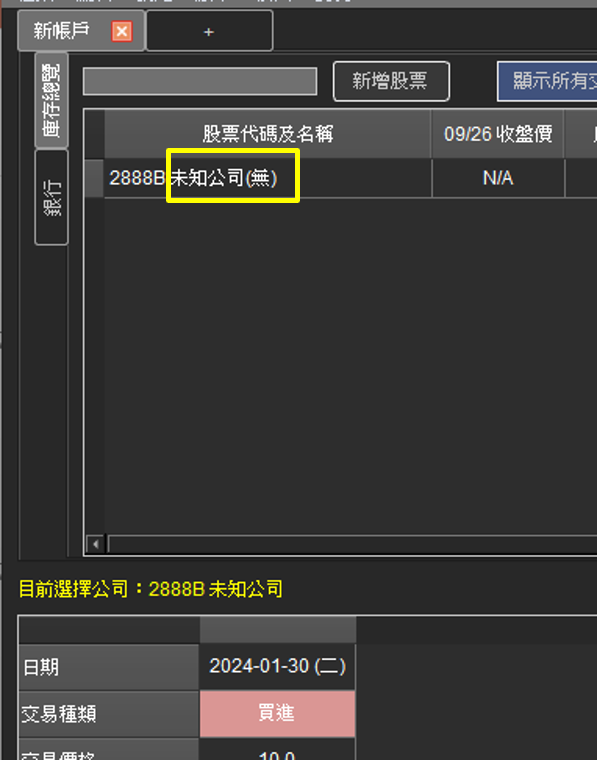 新帳戶
+
庫存總覽
新增股票
顯示所有交
股票代碼及名稱
09/26 收盤價
2888B 未知公司(無)
N/A
銀行
目前選擇公司：2888B 未知公司
日期
2024-01-30 (二)
交易種類
買進
交易價格
10.0